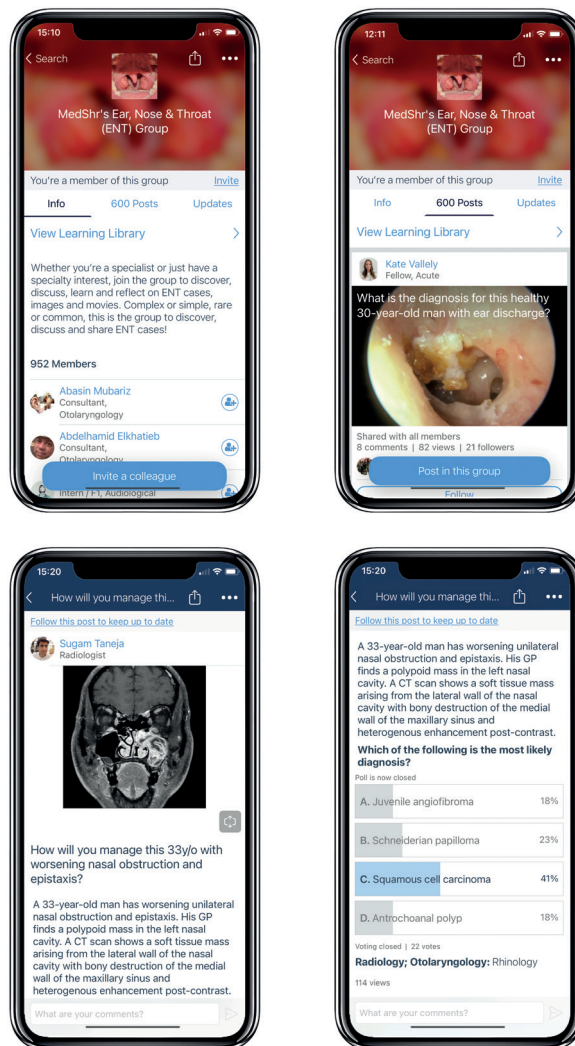 15:10
Search
MedShr's Ear, Nose & Throat
(ENT) Group
You're a member of this group Invite
Info 600 Posts Updates
View Learning Library
Whether you're a specialist or just have a
specialty interest, join the group to discover,
discuss, learn and reflect on ENT cases,
images and movies. Complex or simple, rare
or common, this is the group to discover,
discuss and share ENT cases!
952 Members
Abasin Mubariz
Consultant,
Otolaryngology
Abdelhamid Elkhatieb
Consultant,
Otolaryngology
Invite a colleague
Intern / F1, Audiological
12:11
Search
MedShr's Ear, Nose & Throat
(ENT) Group
You're a member of this group Invite
Info 600 Posts Updates
View Learning Library
Kate Vallely
Fellow, Acute
What is the diagnosis for this healthy
30-year-old man with ear discharge?
Shared with all members
8 comments | 82 views | 21 followers
Post in this group
Follow
15:20
How will you manage thi...
Follow this post to keep up to date
Sugam Taneja
Radiologist
How will you manage this 33y/o with
worsening nasal obstruction and
epistaxis?
A 33-year-old man has worsening unilateral
nasal obstruction and epistaxis. His GP
finds a polypoid mass in the left nasal
cavity. A CT scan shows a soft tissue mass
arising from the lateral wall of the nasal
cavity with bony destruction of the medial
wall of the maxillary sinus and
heterogenous enhancement post-contrast.
What are your comments?
15:20
How will you manage thi...
Follow this post to keep up to date
A 33-year-old man has worsening unilateral
nasal obstruction and epistaxis. His GP
finds a polypoid mass in the left nasal
cavity. A CT scan shows a soft tissue mass
arising from the lateral wall of the nasal
cavity with bony destruction of the medial
wall of the maxillary sinus and
heterogenous enhancement post-contrast.
Which of the following is the most likely
diagnosis?
Poll is now closed
A. Juvenile angiofibroma 18%
B. Schneiderian papilloma 23%
C. Squamous cell carcinoma 41%
D. Antrochoanal polyp 18%
Voting closed | 22 votes
Radiology; Otolaryngology: Rhinology
114 views
What are your comments?